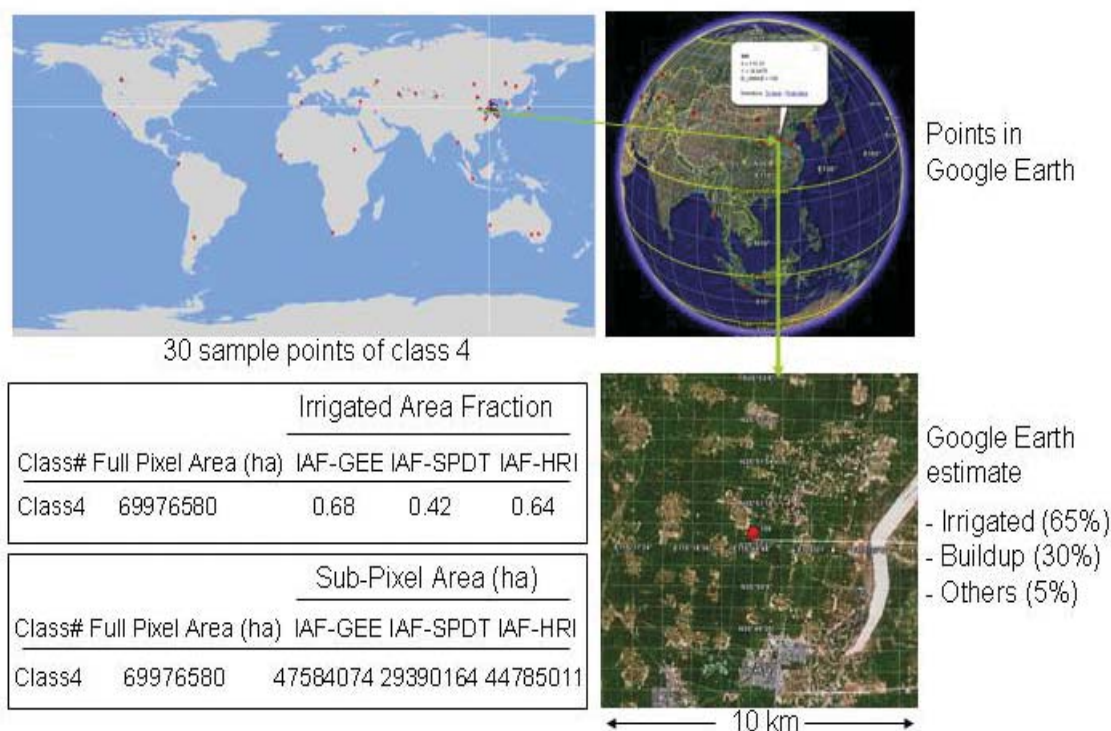 Points in
Google Earth
30 sample points of class 4
Irrigated Area Fraction
Class# Full Pixel Area (ha) IAF-GEE IAF-SPDT IAF-HRI
Class4 69976580 0.68 0.42 0.64
Sub-Pixel Area (ha)
Class# Full Pixel Area (ha) IAF-GEE IAF-SPDT IAF-HRI
Class4 69976580 47584074 29390164 44785011
Google Earth
estimate
- Irrigated (65%)
- Buildup (30%)
- Others (5%)
10 km